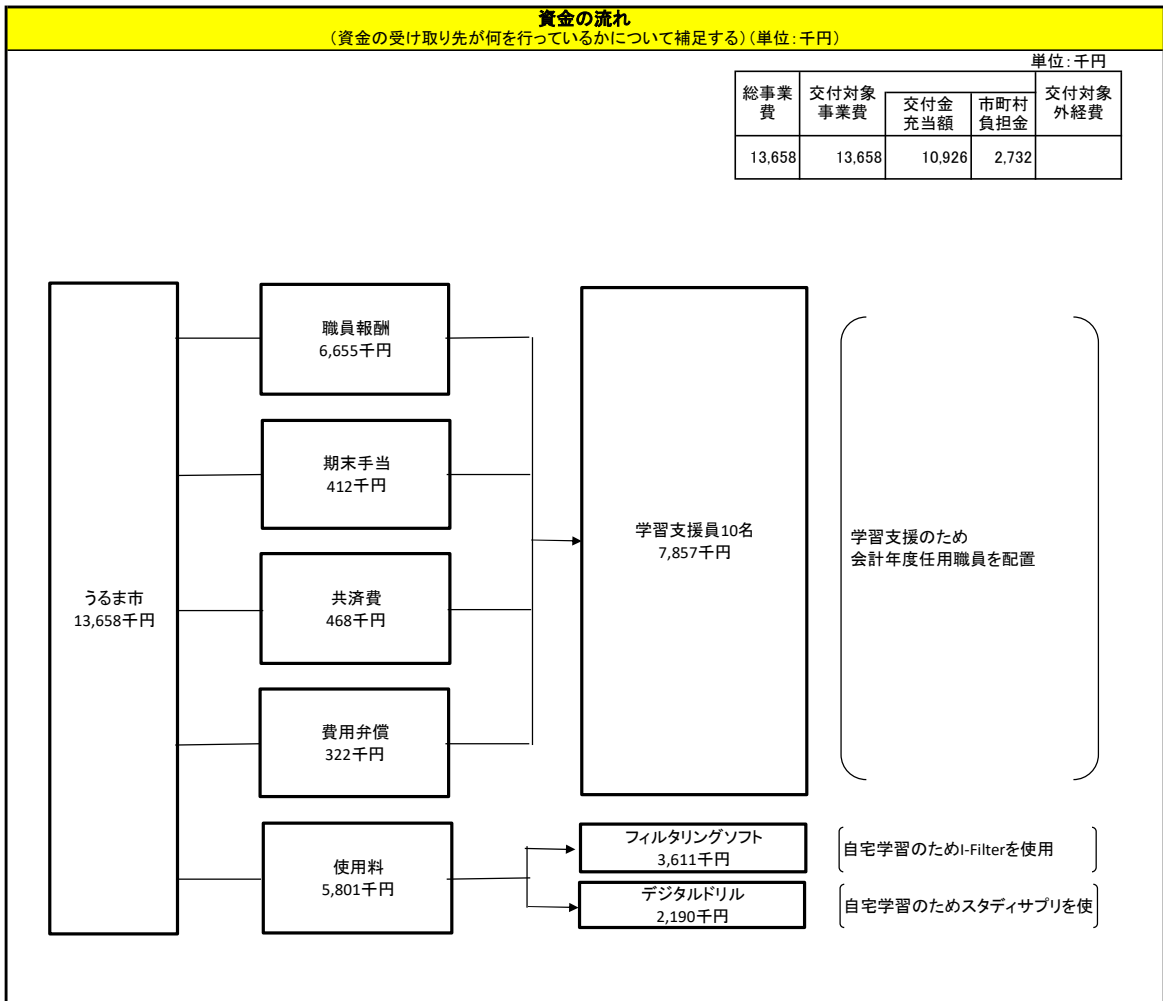 資金の流れ
(資金の受け取り先が何を行っているかについて補足する)(単位:千円)
単位:千円
総事業費 交付対象事業費 交付金充当額 市町村負担金 交付対象外経費
13,658 13,658 10,926 2,732
うるま市
13,658千円
職員報酬
6,655千円
期末手当
412千円
共済費
468千円
費用弁償
322千円
使用料
5,801千円
学習支援員10名
7,857千円
フィルタリングソフト
3,611千円
デジタルドリル
2,190千円
学習支援のため
会計年度任用職員を配置
自宅学習のためI-Filterを使用
自宅学習のためスタディサプリを使